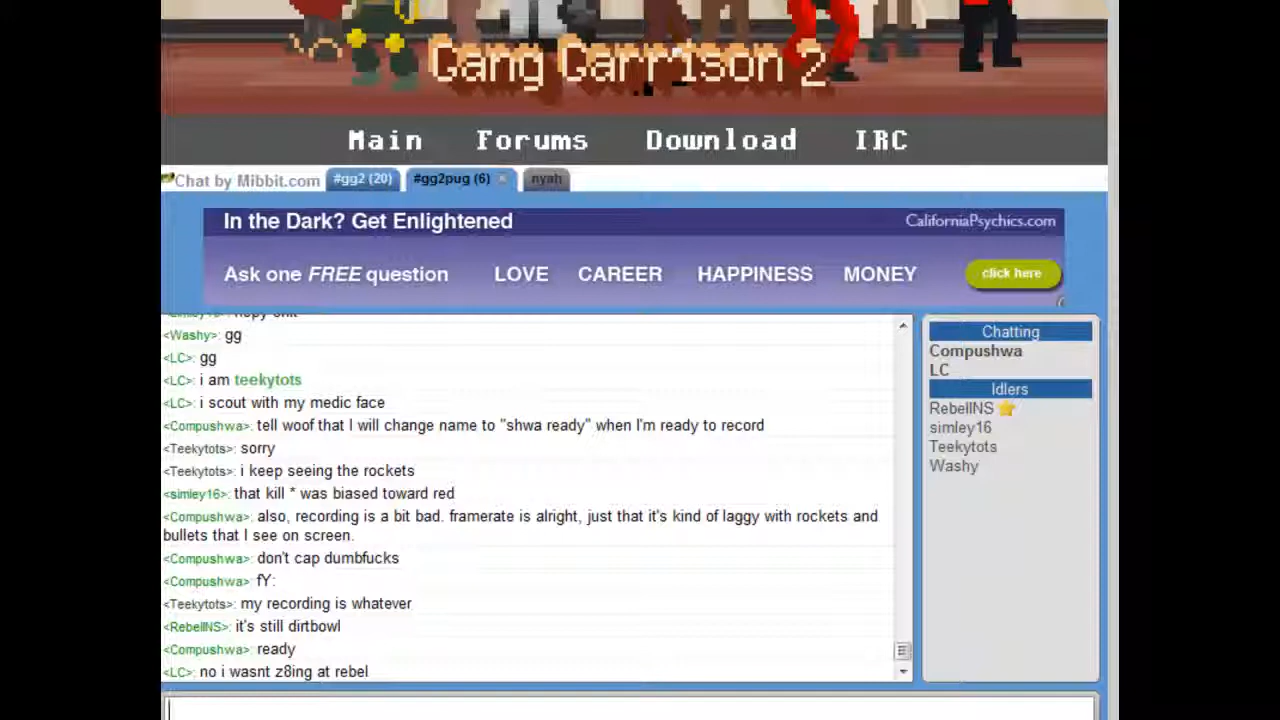 Gang Garrison 2
Main Forums Download IRC
Chat by Mibbit.com #gg2 (20) #gg2pug (6) nyah
In the Dark? Get Enlightened CaliforniaPsychics.com
Ask one FREE question LOVE CAREER HAPPINESS MONEY click here
<Washy>: gg
<LC>: gg
<LC>: i am teekytots
<LC>: i scout with my medic face
<Compushwa>: tell woof that I will change name to "shwa ready" when I'm ready to record
<Teekytots>: sorry
<Teekytots>: i keep seeing the rockets
<simley16>: that kill * was biased toward red
<Compushwa>: also, recording is a bit bad. framerate is alright, just that it's kind of laggy with rockets and
bullets that I see on screen.
<Compushwa>: don't cap dumbfucks
<Compushwa>: fY:
<Teekytots>: my recording is whatever
<RebellNS>: it's still dirtbowl
<Compushwa>: ready
<LC>: no i wasnt z8ing at rebel
Chatting
Compushwa
LC
Idlers
RebellNS
simley16
Teekytots
Washy